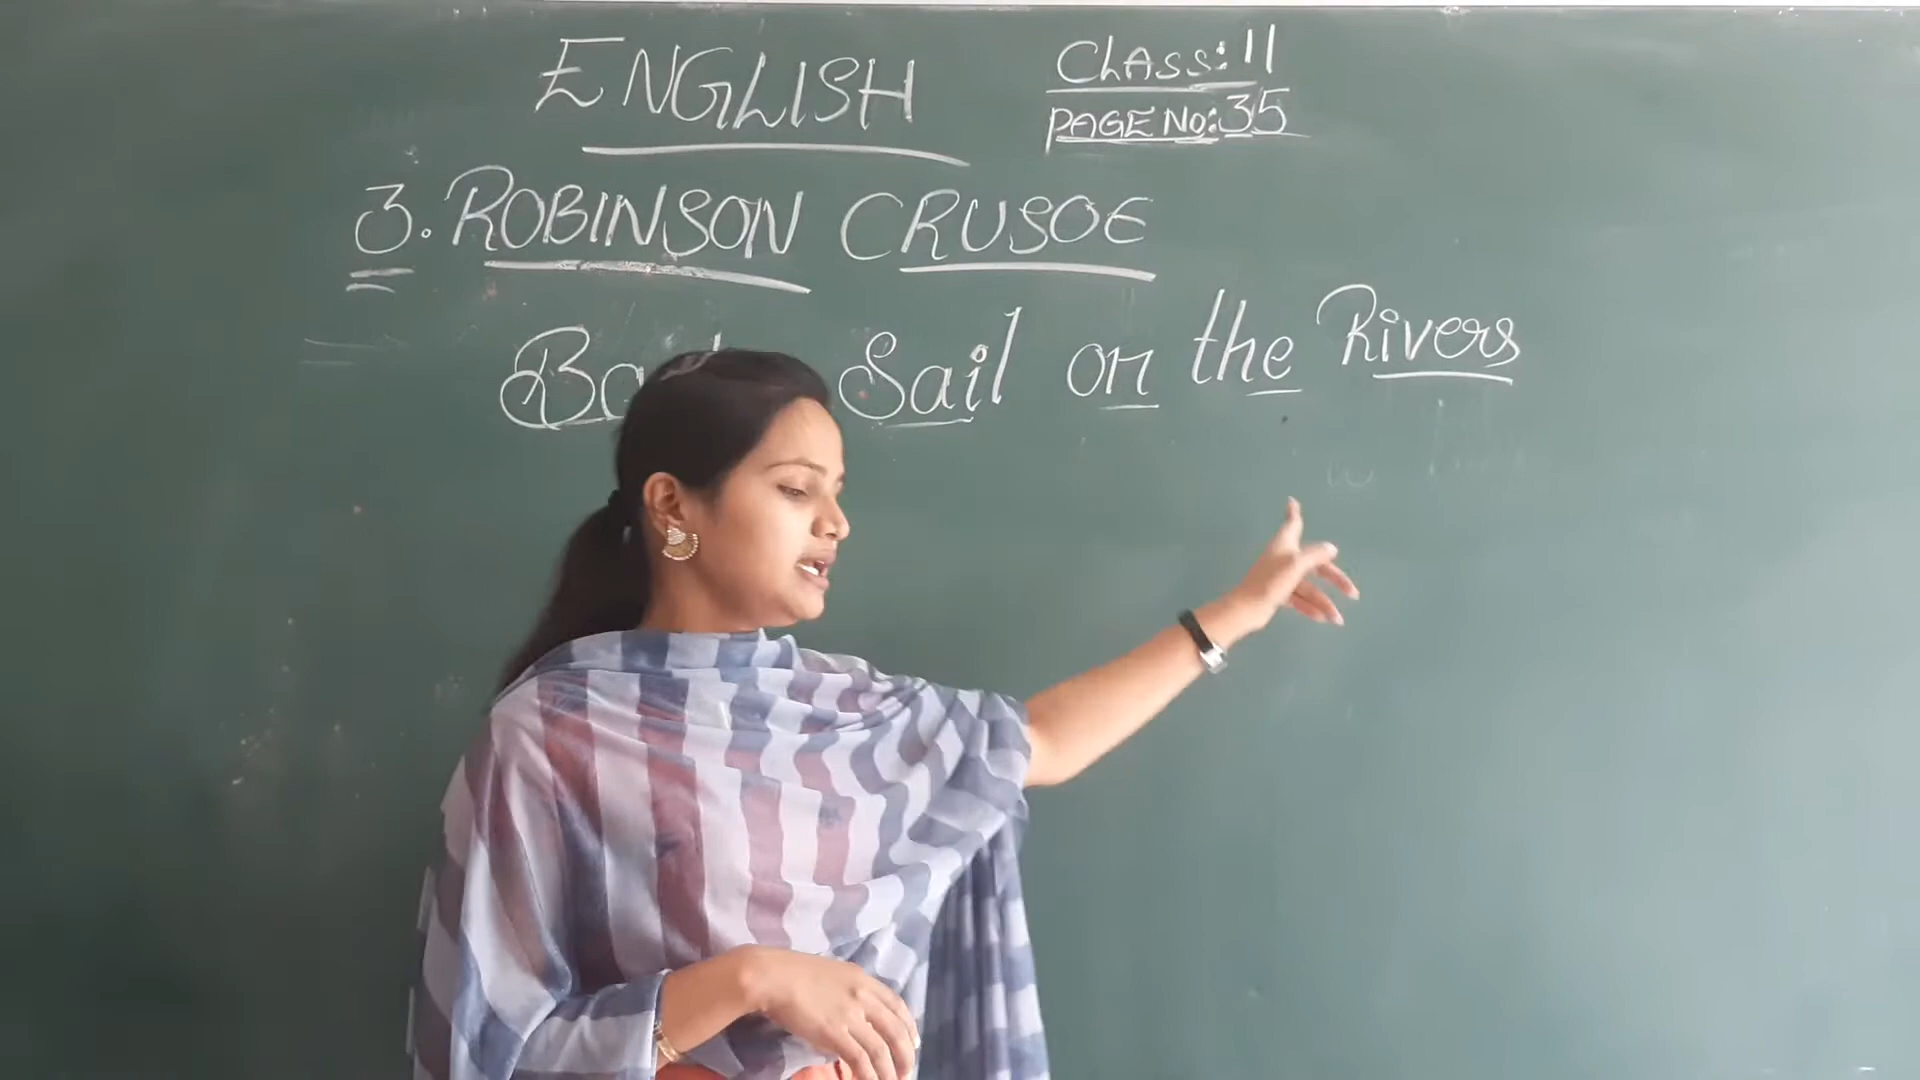 ENGLISH
CLASS: 11
PAGE NO: 35
3. ROBINSON CRUSOE
Sail on the Rivers